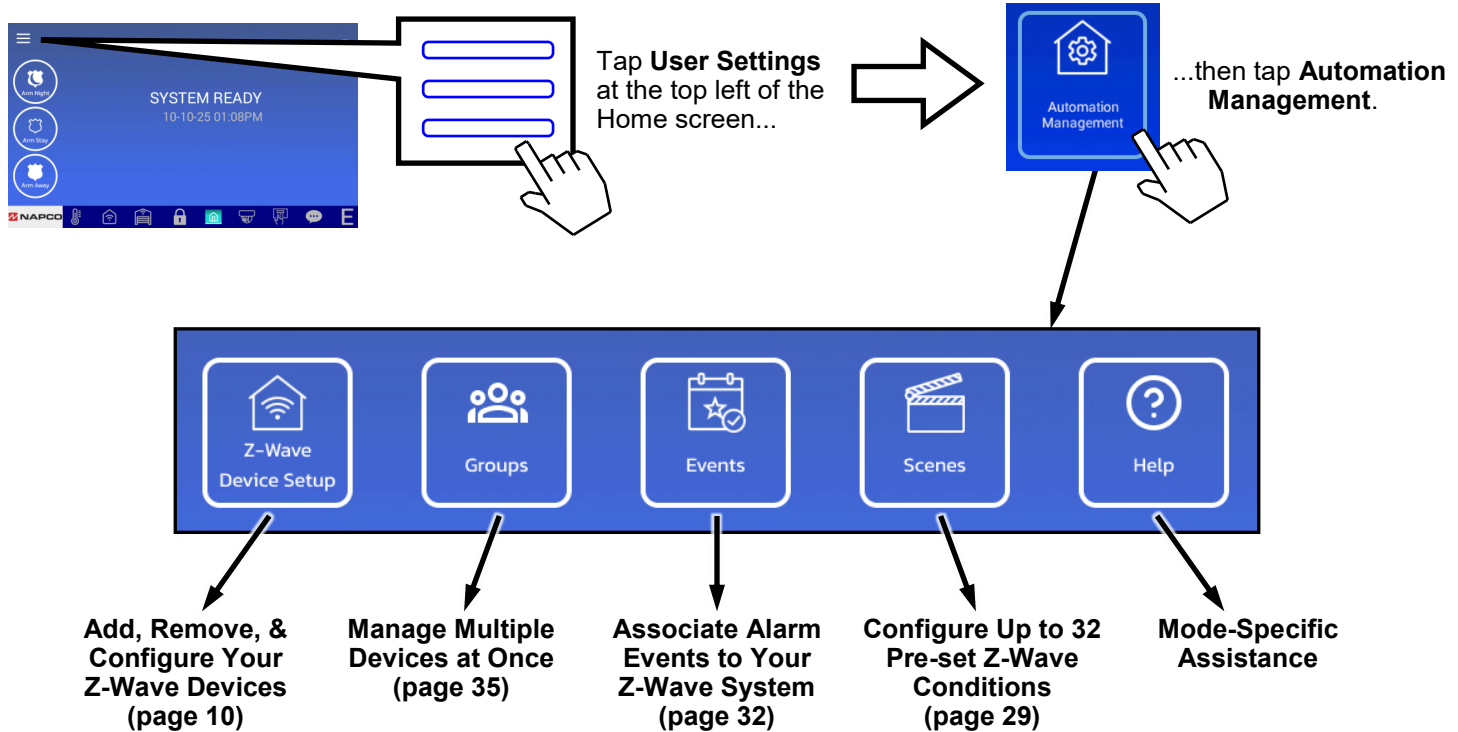 Arm Night
Arm Stay
Arm Away
SYSTEM READY
10-10-25 01:08PM
NAPCO
E
Tap User Settings
at the top left of the
Home screen...
Automation
Management
...then tap Automation
Management.
Z-Wave
Device Setup
Groups
Events
Scenes
Help
Add, Remove, &
Configure Your
Z-Wave Devices
(page 10)
Manage Multiple
Devices at Once
(page 35)
Associate Alarm
Events to Your
Z-Wave System
(page 32)
Configure Up to 32
Pre-set Z-Wave
Conditions
(page 29)
Mode-Specific
Assistance